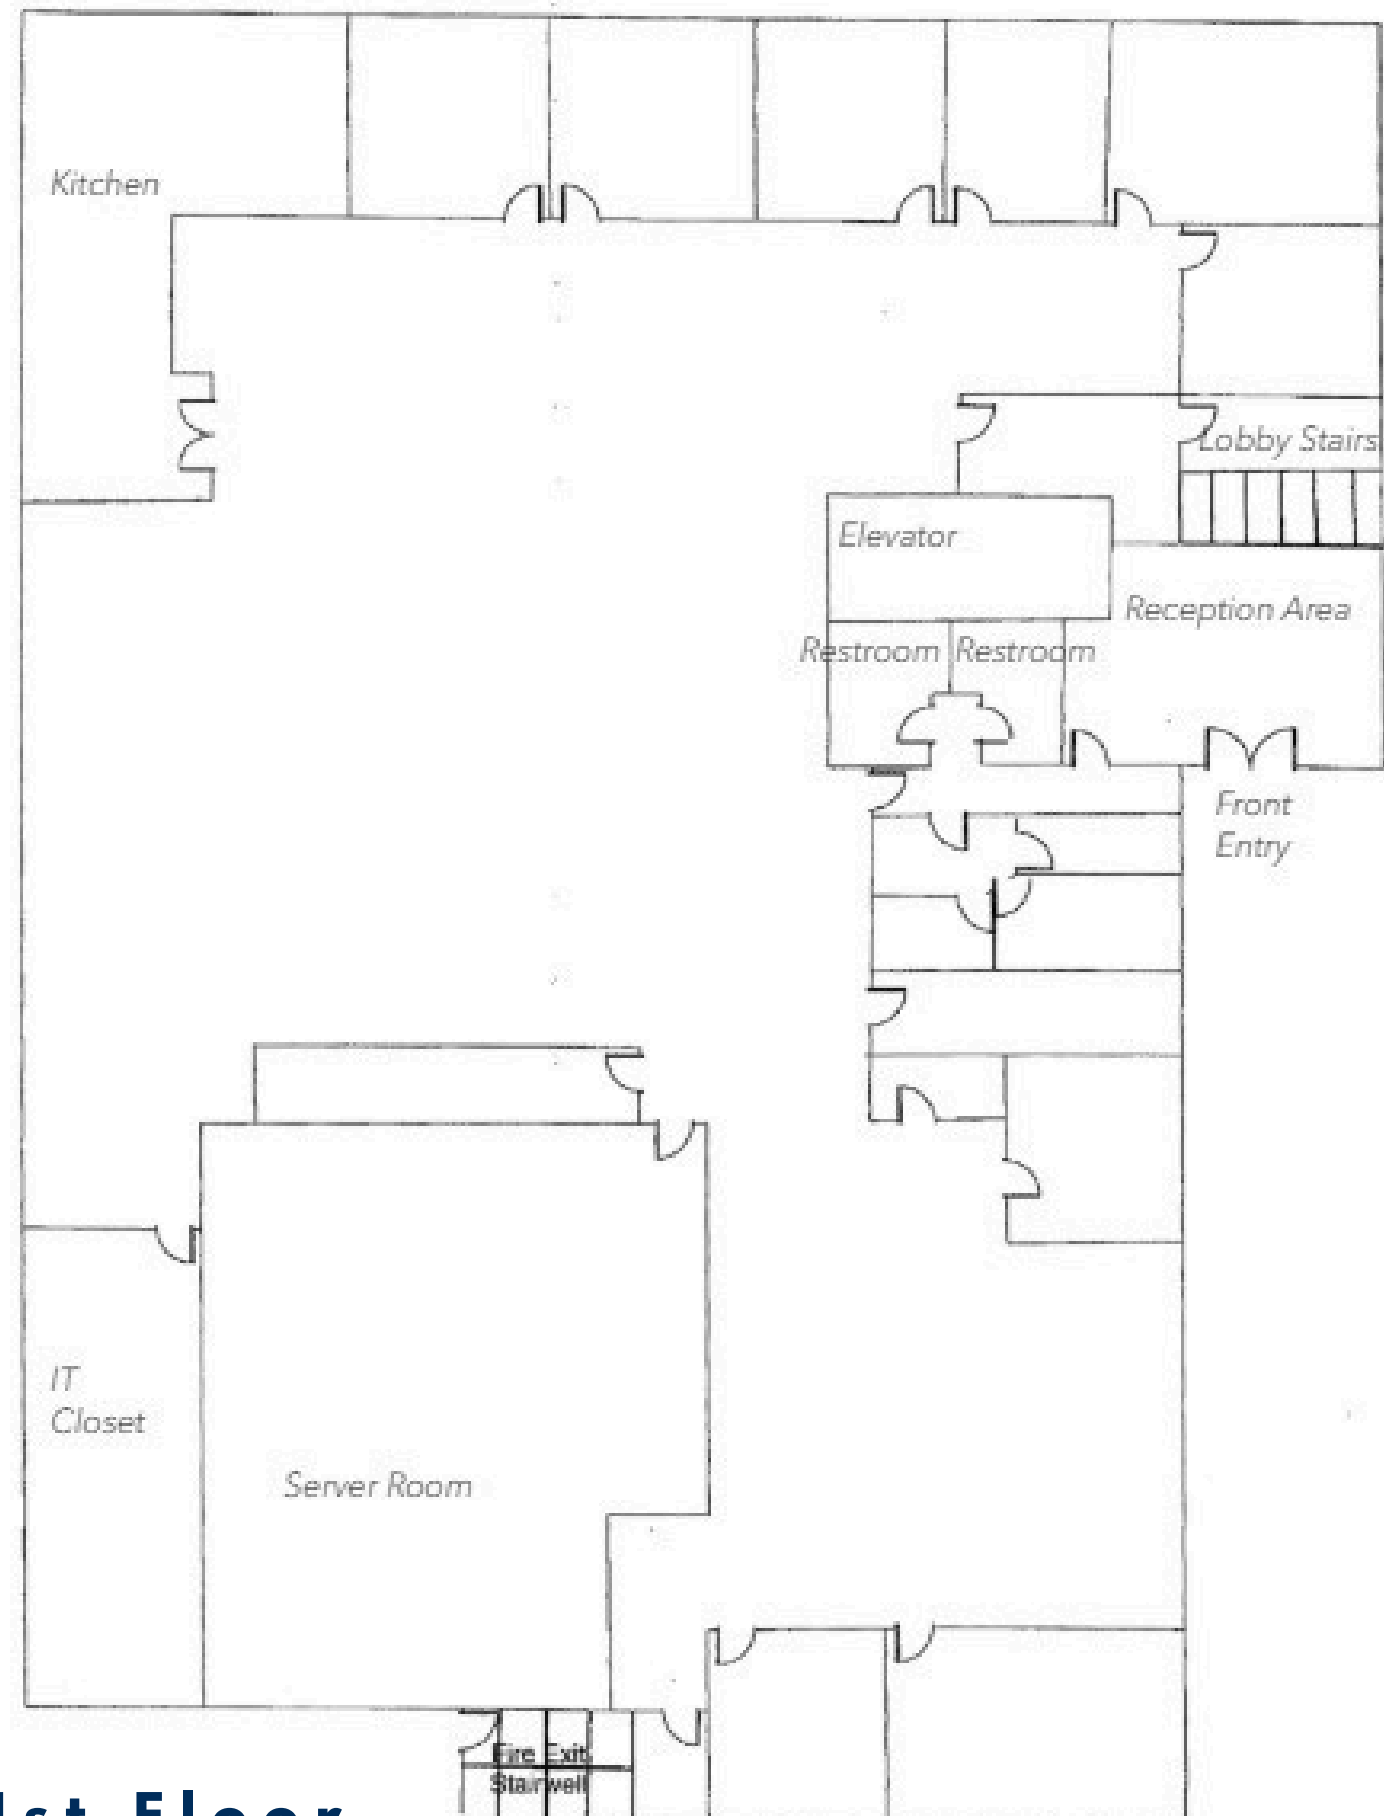 Kitchen
Lobby Stairs
Elevator
Reception Area
Restroom
Restroom
Front
Entry
IT
Closet
Server Room
Fire Exit
Stairwell
1st Floor